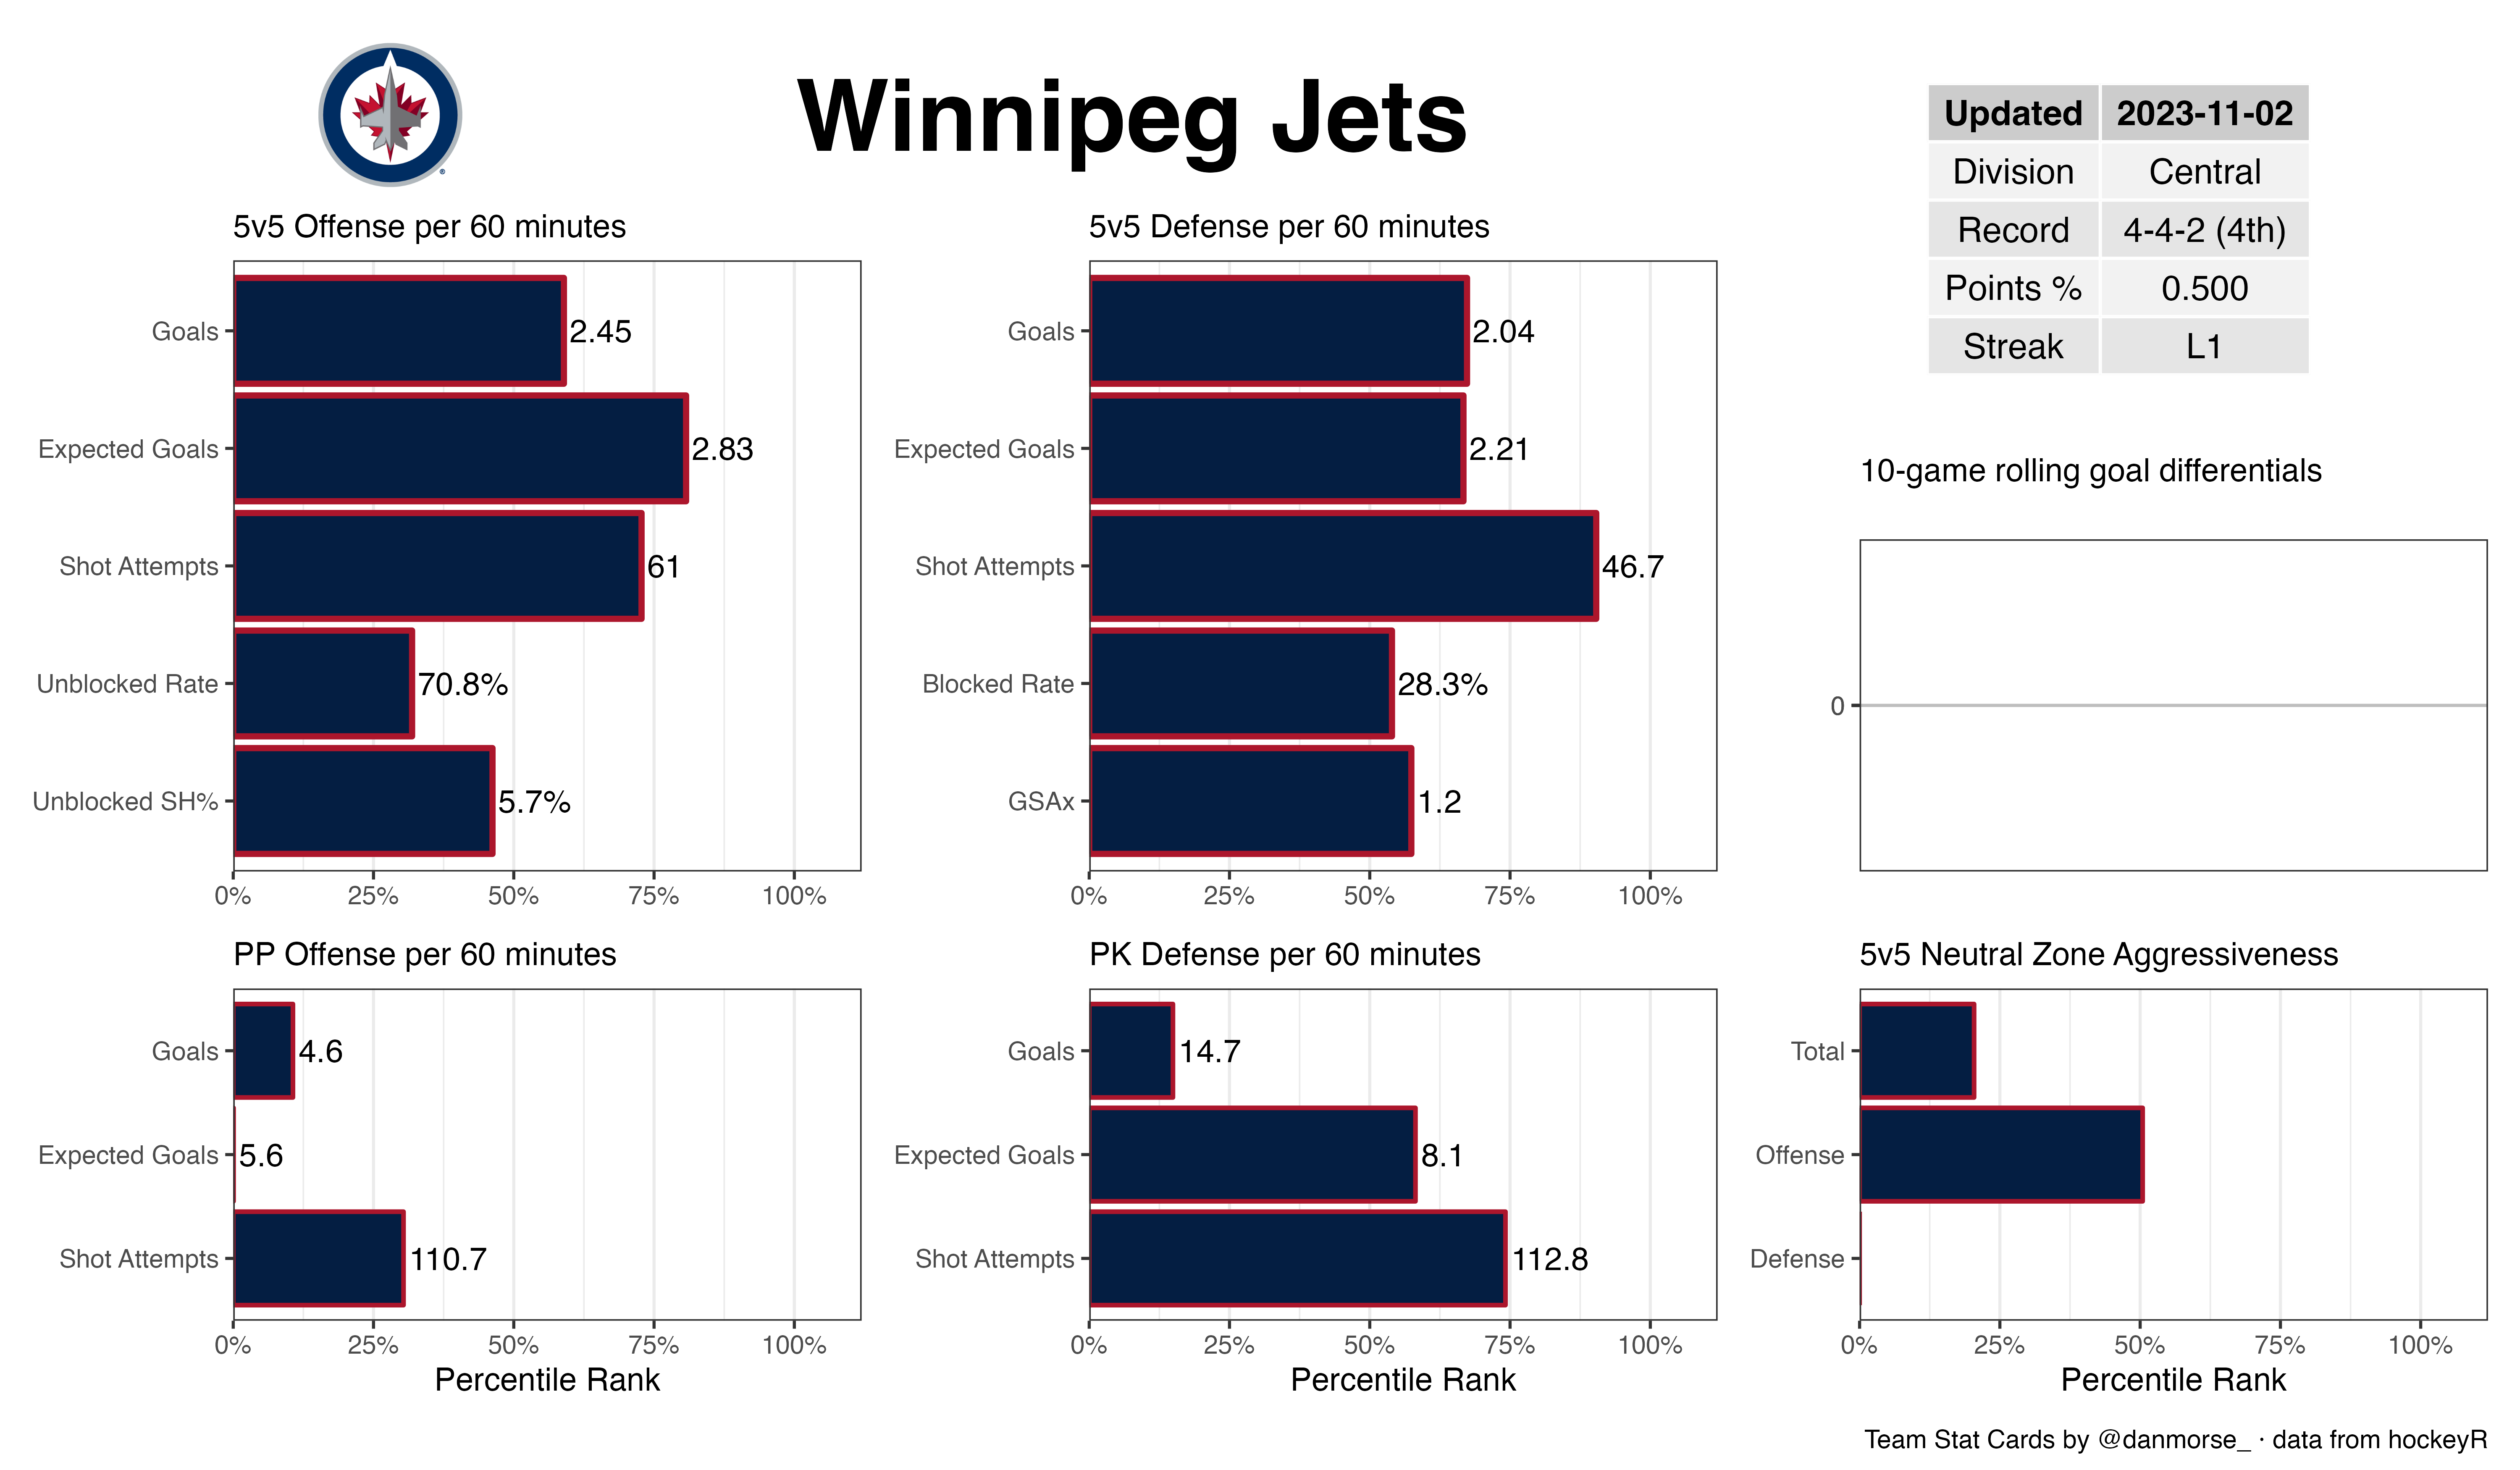 Winnipeg Jets
Updated 2023-11-02
Division Central
Record 4-4-2 (4th)
Points % 0.500
Streak L1
5v5 Offense per 60 minutes
Goals 2.45
Expected Goals 2.83
Shot Attempts 61
Unblocked Rate 70.8%
Unblocked SH% 5.7%
0% 25% 50% 75% 100%
5v5 Defense per 60 minutes
Goals 2.04
Expected Goals 2.21
Shot Attempts 46.7
Blocked Rate 28.3%
GSAx 1.2
0% 25% 50% 75% 100%
10-game rolling goal differentials
0
PP Offense per 60 minutes
Goals 4.6
Expected Goals 5.6
Shot Attempts 110.7
0% 25% 50% 75% 100%
Percentile Rank
PK Defense per 60 minutes
Goals 14.7
Expected Goals 8.1
Shot Attempts 112.8
0% 25% 50% 75% 100%
Percentile Rank
5v5 Neutral Zone Aggressiveness
Total
Offense
Defense
0% 25% 50% 75% 100%
Percentile Rank
Team Stat Cards by @danmorse_ · data from hockeyR